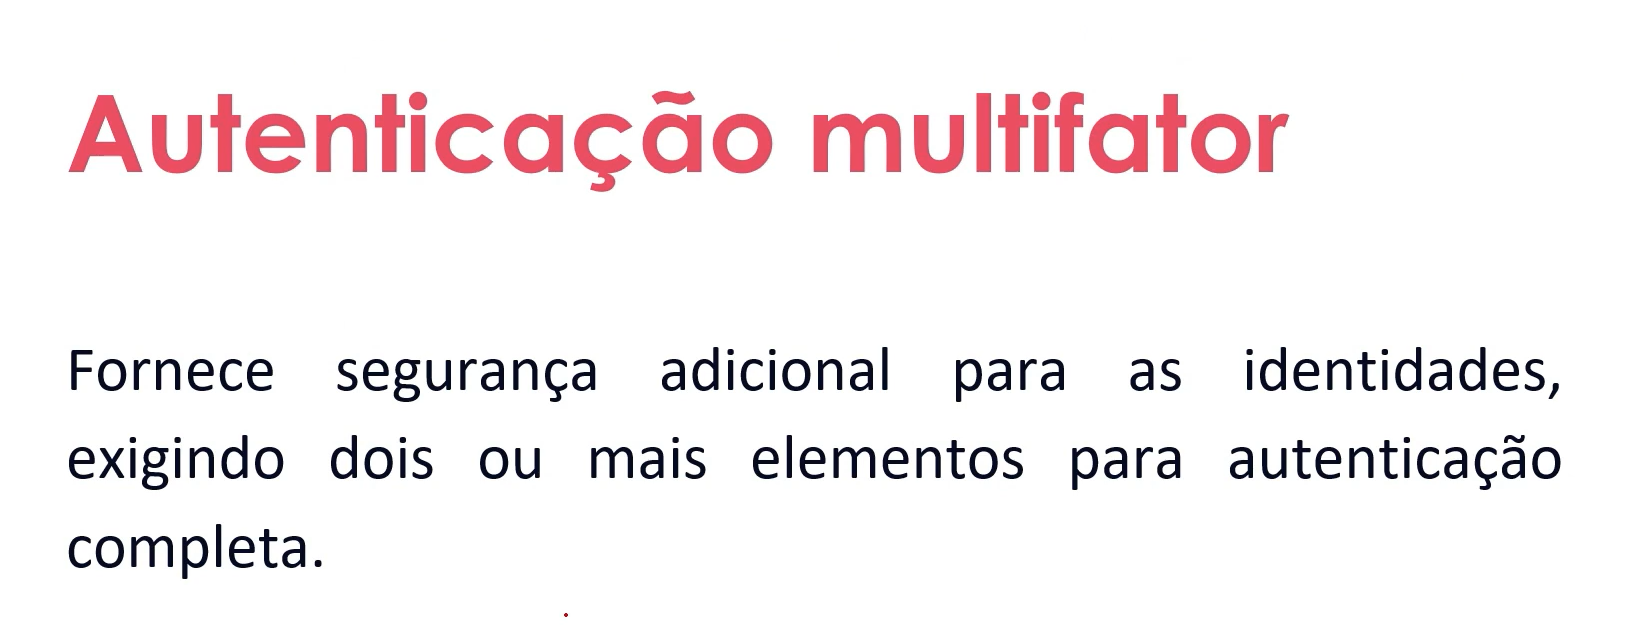 Autenticação multifator
Fornece segurança adicional para as identidades,
exigindo dois ou mais elementos para autenticação
completa.